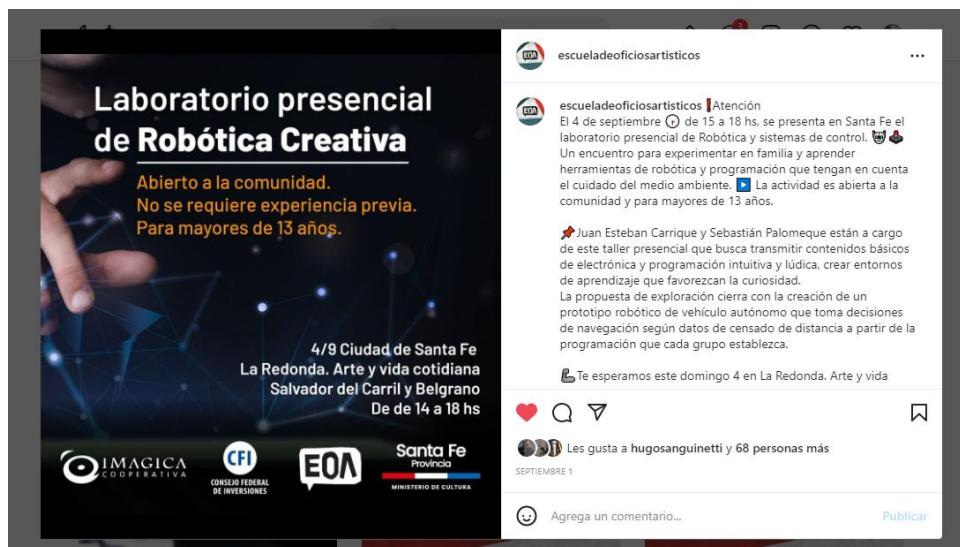 3
Laboratorio presencial
de Robótica Creativa
Abierto a la comunidad.
No se requiere experiencia previa.
Para mayores de 13 años.
4/9 Ciudad de Santa Fe
La Redonda. Arte y vida cotidiana
Salvador del Carril y Belgrano
De de 14 a 18 hs
IMAGICA
COOPERATIVA
CFI
CONSEJO FEDERAL
DE INVERSIONES
EOA
Santa Fe
Provincia
MINISTERIO DE CULTURA
EOA
escueladeoficiosartisticos
EOA
escueladeoficiosartisticos ❗Atención
El 4 de septiembre 🕞 de 15 a 18 hs, se presenta en Santa Fe el
laboratorio presencial de Robótica y sistemas de control. 🤖🕹️
Un encuentro para experimentar en familia y aprender
herramientas de robótica y programación que tengan en cuenta
el cuidado del medio ambiente. ▶️ La actividad es abierta a la
comunidad y para mayores de 13 años.
📌Juan Esteban Carrique y Sebastián Palomeque están a cargo
de este taller presencial que busca transmitir contenidos básicos
de electrónica y programación intuitiva y lúdica, crear entornos
de aprendizaje que favorezcan la curiosidad.
La propuesta de exploración cierra con la creación de un
prototipo robótico de vehículo autónomo que toma decisiones
de navegación según datos de censado de distancia a partir de la
programación que cada grupo establezca.
🦾Te esperamos este domingo 4 en La Redonda. Arte y vida
Les gusta a hugosanguinetti y 68 personas más
SEPTIEMBRE 1
Agrega un comentario...
Publicar